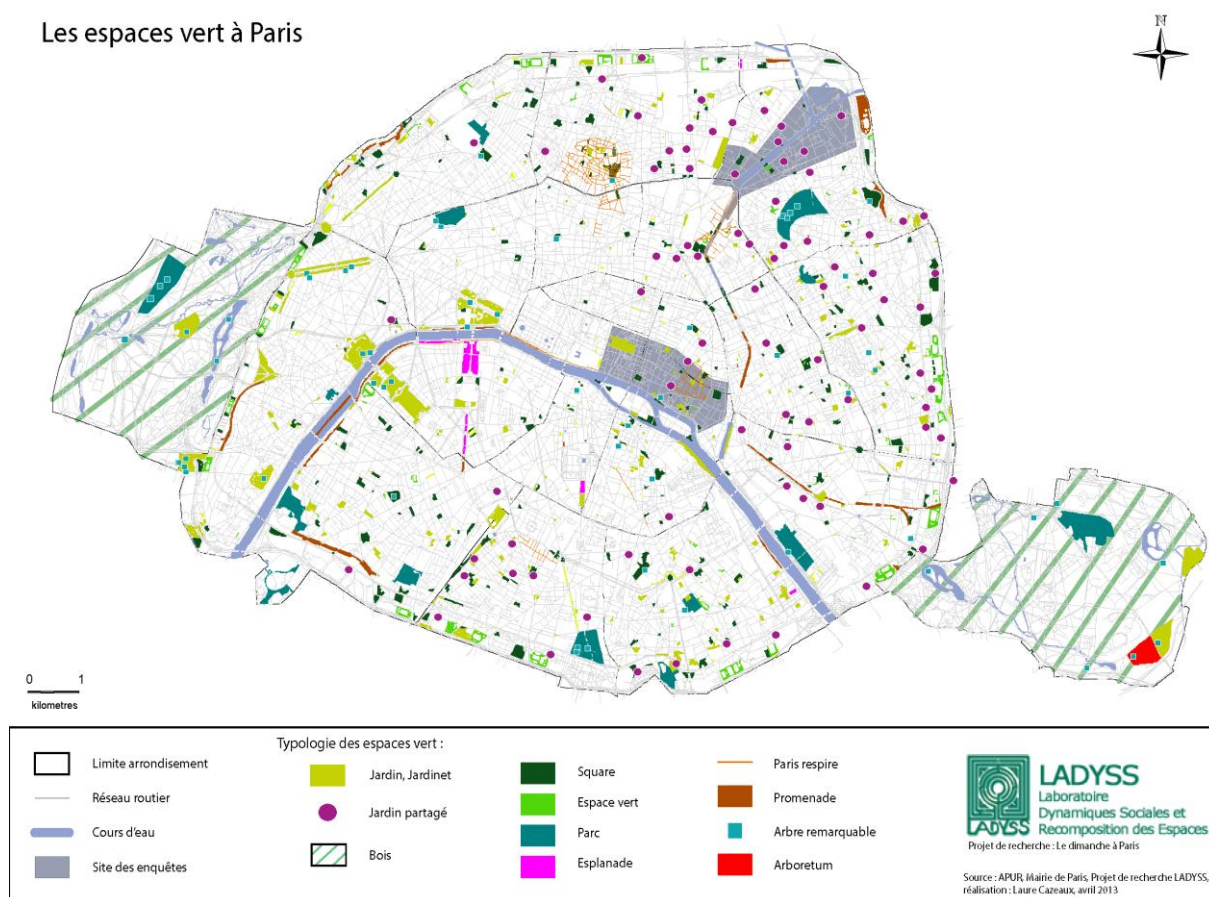 Les espaces vert à Paris
N
0 1
kilometres
Limite arrondisement
Réseau routier
Cours d'eau
Site des enquêtes
Typologie des espaces vert :
Jardin, Jardinet
Jardin partagé
Bois
Square
Espace vert
Parc
Esplanade
Paris respire
Promenade
Arbre remarquable
Arboretum
LADYSS
LADYSS
Laboratoire
Dynamiques Sociales et
Recomposition des Espaces
Projet de recherche : Le dimanche à Paris
Source : APUR, Mairie de Paris, Projet de recherche LADYSS,
réalisation : Laure Cazeaux, avril 2013